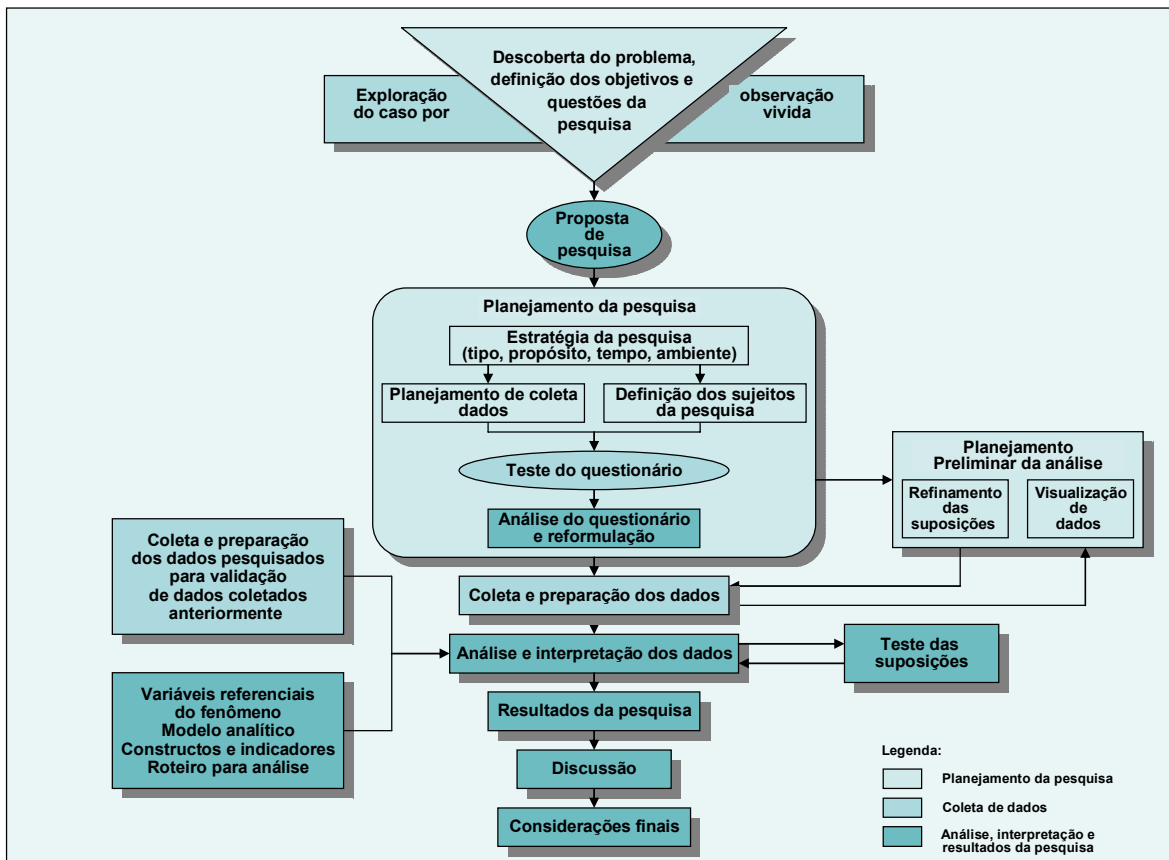 Descoberta do problema,
definição dos objetivos e
questões da
pesquisa
Exploração
do caso por
observação
vivida
Proposta
de
pesquisa
Planejamento da pesquisa
Estratégia da pesquisa
(tipo, propósito, tempo, ambiente)
Planejamento de coleta
dados
Definição dos sujeitos
da pesquisa
Teste do questionário
Análise do questionário
e reformulação
Planejamento
Preliminar da análise
Refinamento
das
suposições
Visualização
de
dados
Coleta e preparação
dos dados pesquisados
para validação
de dados coletados
anteriormente
Coleta e preparação dos dados
Análise e interpretação dos dados
Teste das
suposições
Variáveis referenciais
do fenômeno
Modelo analítico
Constructos e indicadores
Roteiro para análise
Resultados da pesquisa
Discussão
Considerações finais
Legenda:
Planejamento da pesquisa
Coleta de dados
Análise, interpretação e
resultados da pesquisa